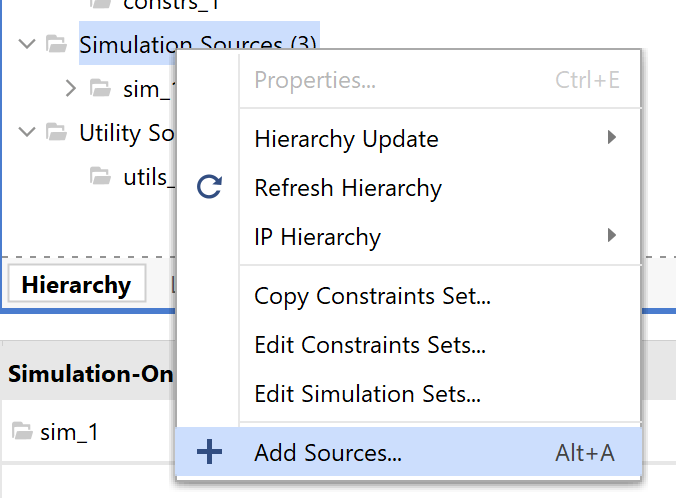 constrs_1
Simulation Sources (3)
Properties... Ctrl+E
sim_1
Hierarchy Update
Utility So
Refresh Hierarchy
utils_
IP Hierarchy
Hierarchy
Copy Constraints Set...
Edit Constraints Sets...
Simulation-On
Edit Simulation Sets...
sim_1
Add Sources... Alt+A